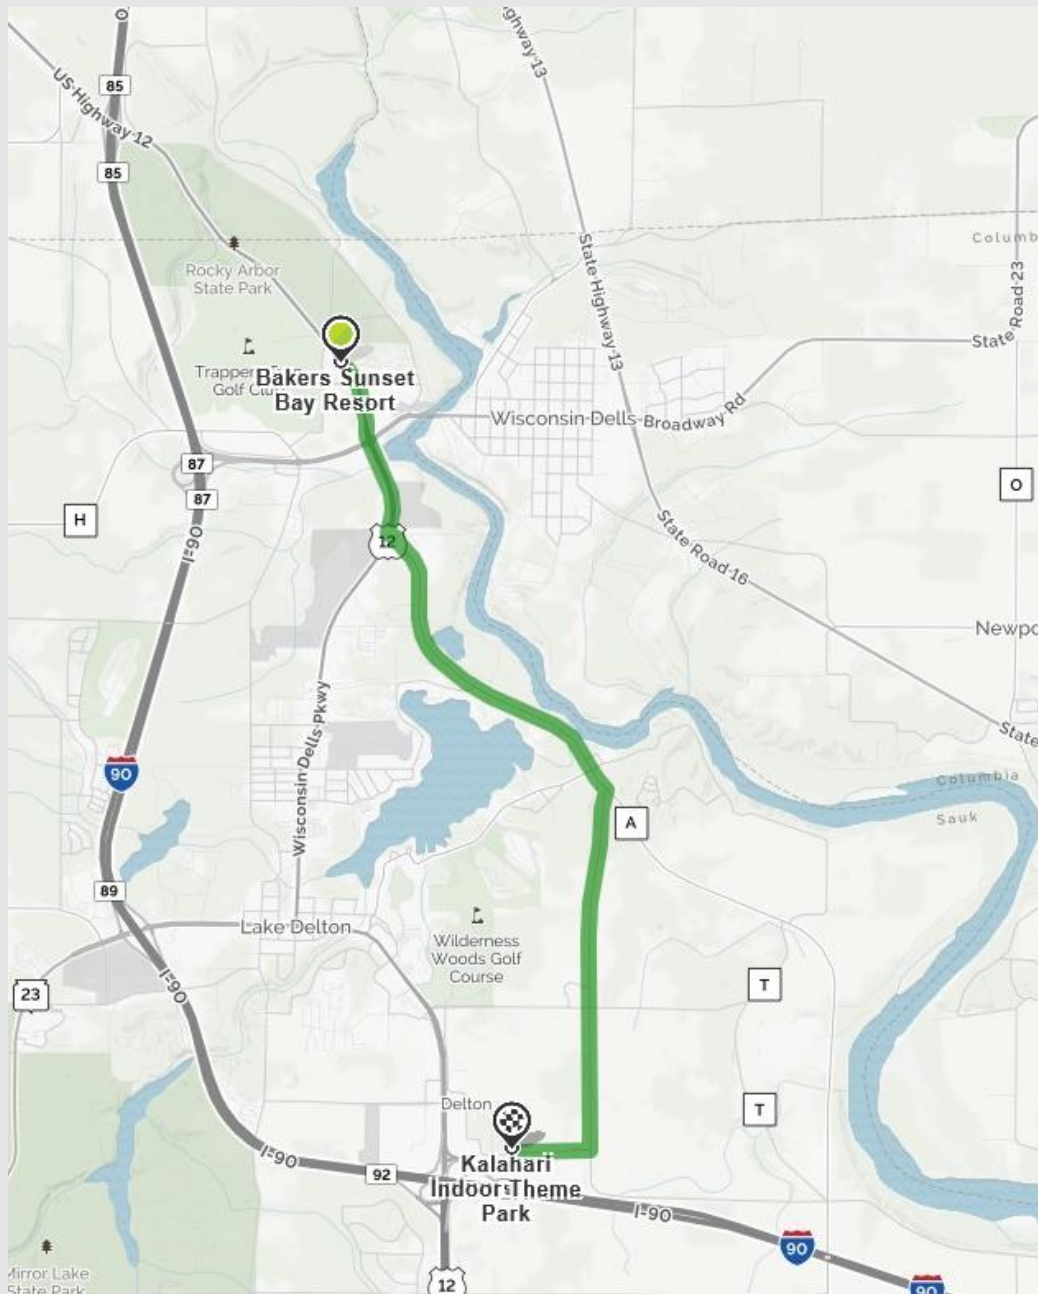 85
US Highway 12
85
Rocky Arbor
State Park
Bakers Sunset
Bay Resort
Golf
87
87
H
I-90
12
Wisconsin Dells
Broadway Rd
State Highway 13
State Road 23
State
O
State Road 16
State
Wisconsin Dells Pkwy
90
A
Columbia
Sauk
89
Lake Delton
Wilderness
Woods Golf
Course
23
I-90
T
T
Delton
Kalahari
Indoor Theme
Park
I-90
92
I-90
90
90
12
Mirror Lake
State Park